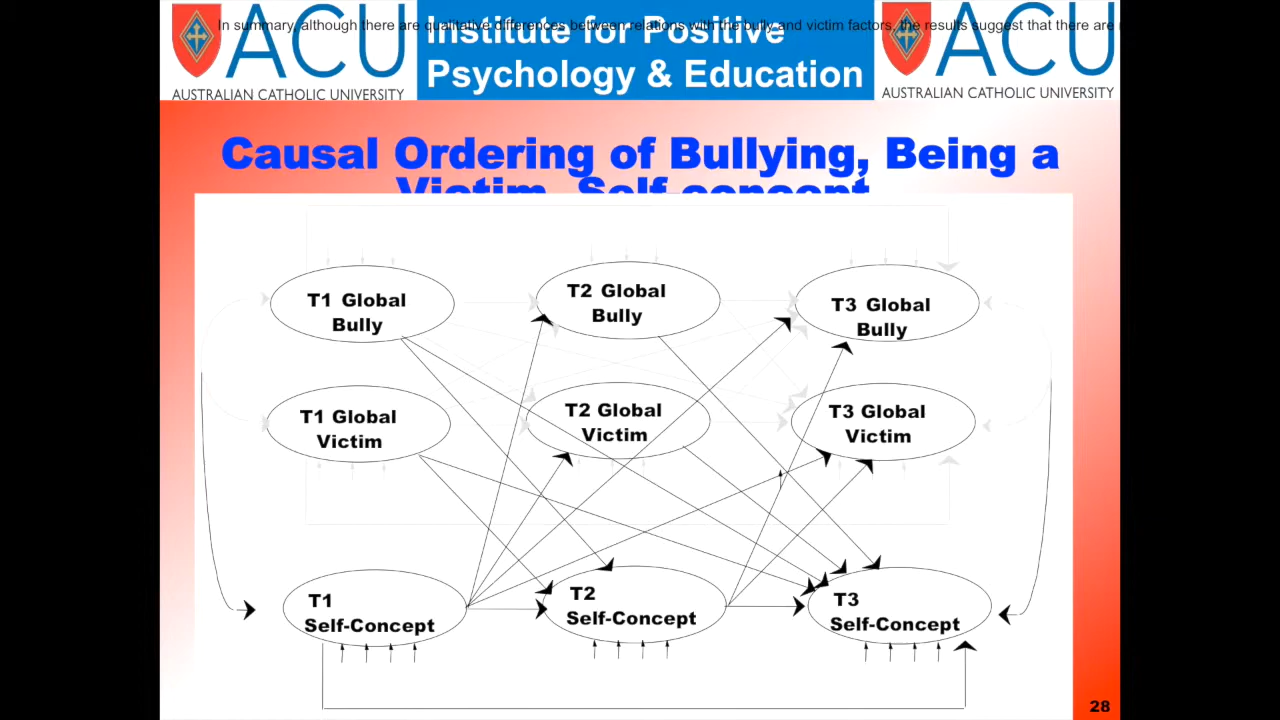 In summary, although there are qualitative differences between relations with the bully and victim factors, the results suggest that there are
ACU
AUSTRALIAN CATHOLIC UNIVERSITY
Institute for Positive
Psychology & Education
ACU
AUSTRALIAN CATHOLIC UNIVERSITY
Causal Ordering of Bullying, Being a
Victim, Self-concept
T1 Global
Bully
T2 Global
Bully
T3 Global
Bully
T1 Global
Victim
T2 Global
Victim
T3 Global
Victim
T1
Self-Concept
T2
Self-Concept
T3
Self-Concept
28